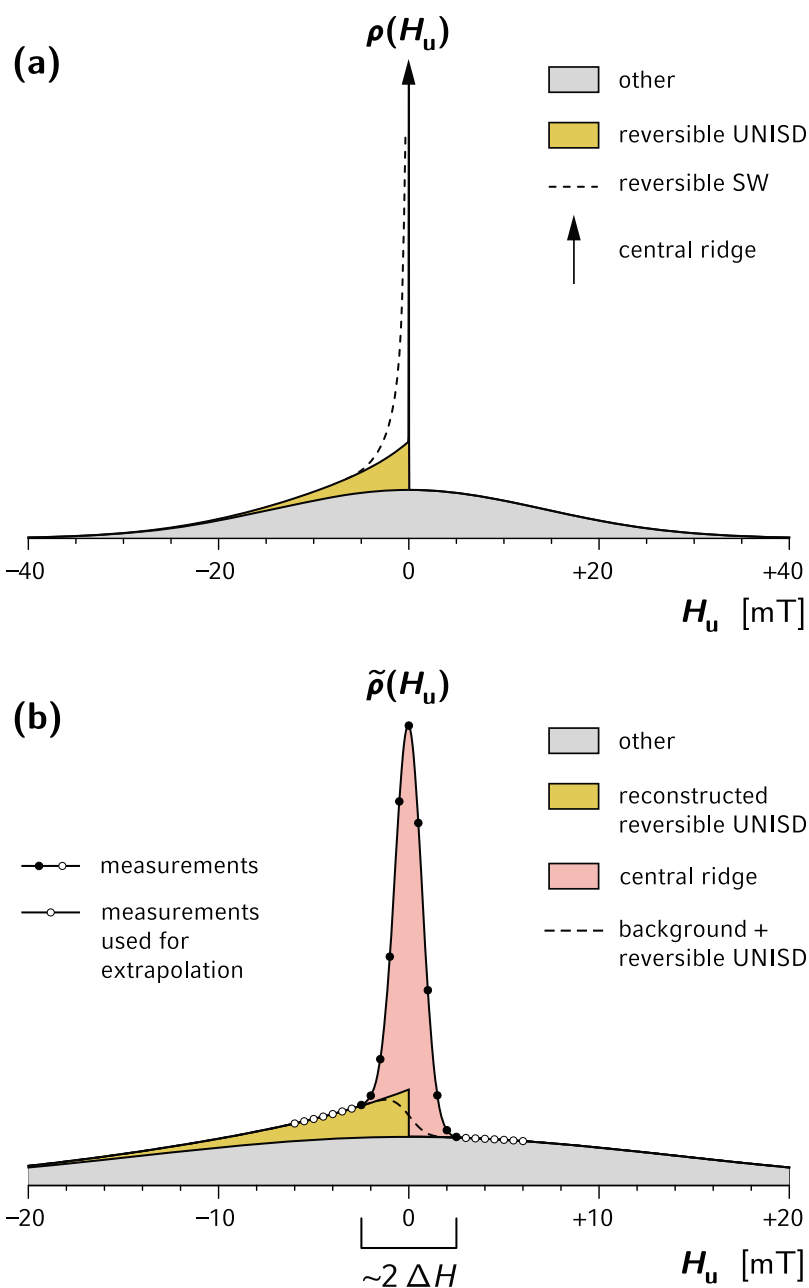 (a)
ρ(Hu)
other
reversible UNISD
reversible SW
central ridge
−40
−20
0
+20
+40
Hu [mT]
(b)
ρ̃(Hu)
other
reconstructed
reversible UNISD
central ridge
background +
reversible UNISD
measurements
measurements
used for
extrapolation
−20
−10
0
+10
+20
~2 ΔH
Hu [mT]